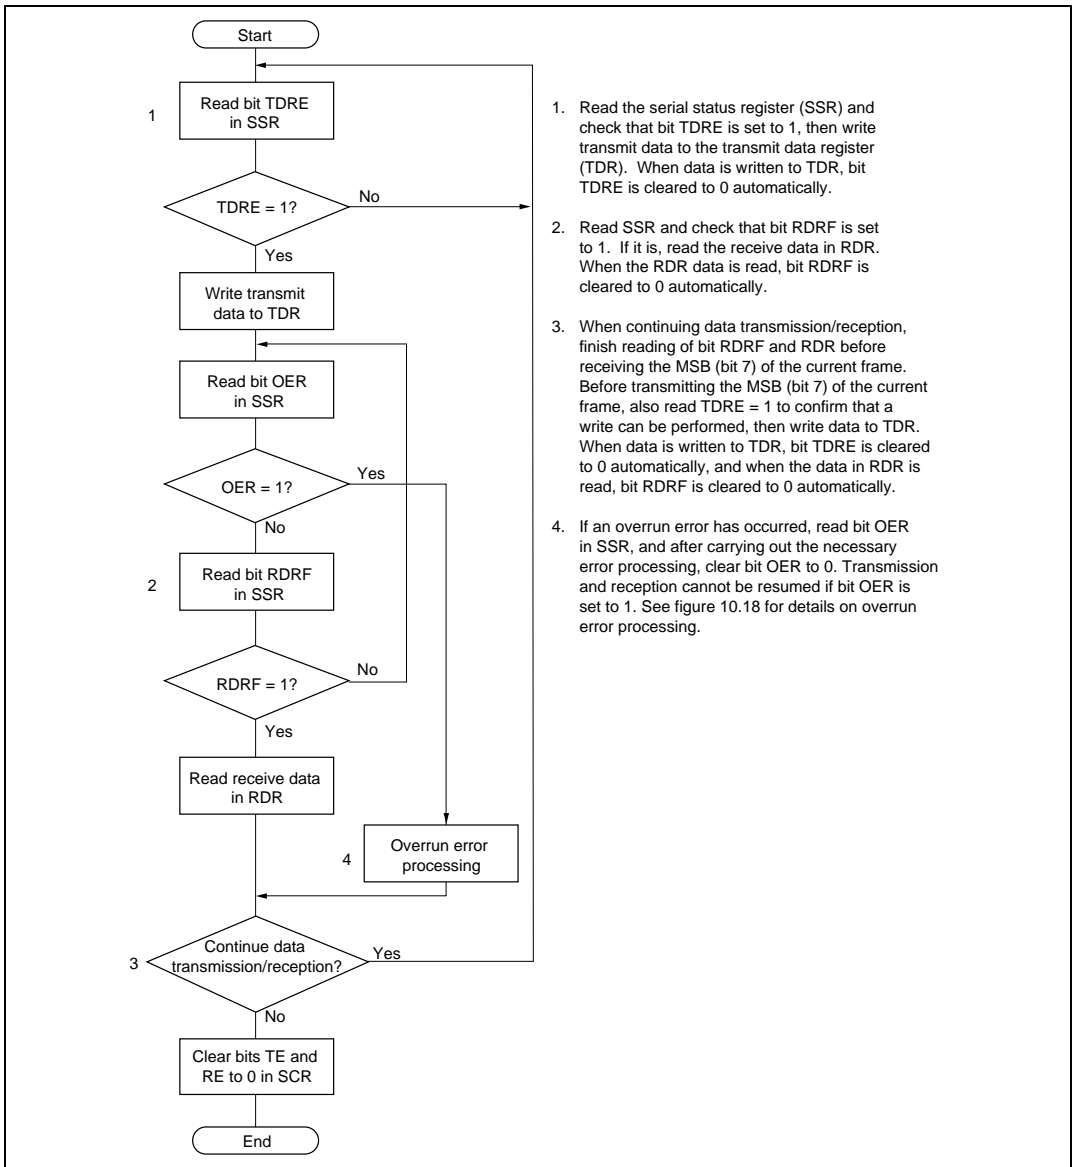 Start
1
Read bit TDRE
in SSR
TDRE = 1?
No
Yes
Write transmit
data to TDR
Read bit OER
in SSR
OER = 1?
Yes
No
2
Read bit RDRF
in SSR
RDRF = 1?
No
Yes
Read receive data
in RDR
4
Overrun error
processing
3
Continue data
transmission/reception?
Yes
No
Clear bits TE and
RE to 0 in SCR
End
1. Read the serial status register (SSR) and
check that bit TDRE is set to 1, then write
transmit data to the transmit data register
(TDR). When data is written to TDR, bit
TDRE is cleared to 0 automatically.
2. Read SSR and check that bit RDRF is set
to 1. If it is, read the receive data in RDR.
When the RDR data is read, bit RDRF is
cleared to 0 automatically.
3. When continuing data transmission/reception,
finish reading of bit RDRF and RDR before
receiving the MSB (bit 7) of the current frame.
Before transmitting the MSB (bit 7) of the current
frame, also read TDRE = 1 to confirm that a
write can be performed, then write data to TDR.
When data is written to TDR, bit TDRE is cleared
to 0 automatically, and when the data in RDR is
read, bit RDRF is cleared to 0 automatically.
4. If an overrun error has occurred, read bit OER
in SSR, and after carrying out the necessary
error processing, clear bit OER to 0. Transmission
and reception cannot be resumed if bit OER is
set to 1. See figure 10.18 for details on overrun
error processing.